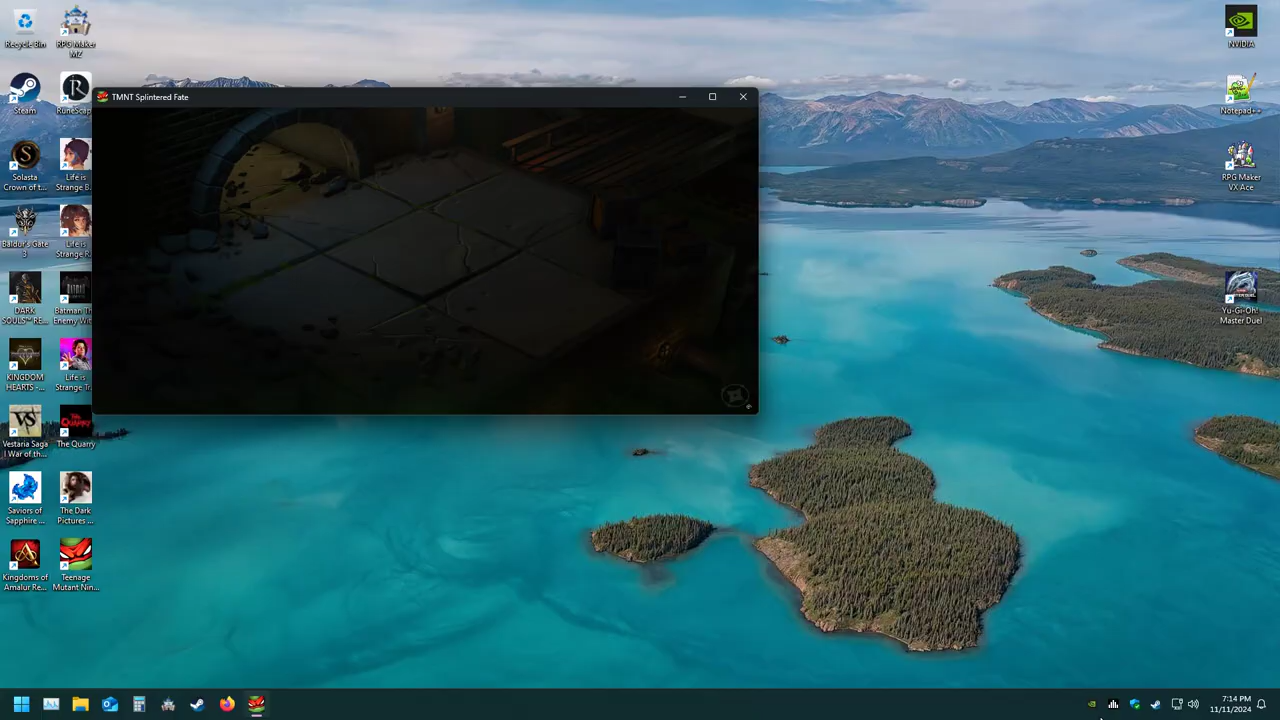 Recycle Bin
RPG Maker
MZ
NVIDIA
TMNT Splintered Fate
Steam
RuneScape
Notepad++
Solasta
Crown of t...
Life is
Strange B...
RPG Maker
VX Ace
Baldur's Gate
3
Life is
Strange R...
DARK
SOULS™ RE...
BATMAN
Batman Th...
Enemy Wit...
Yu-Gi-Oh!
Master Duel
KINGDOM
HEARTS -...
Life is
Strange Tr...
VS
Vestaria Saga
I War of th...
The Quarry
Saviors of
Sapphire ...
The Dark
Pictures ...
Kingdoms of
Amalur Re...
Teenage
Mutant Nin...
7:14 PM
11/11/2024